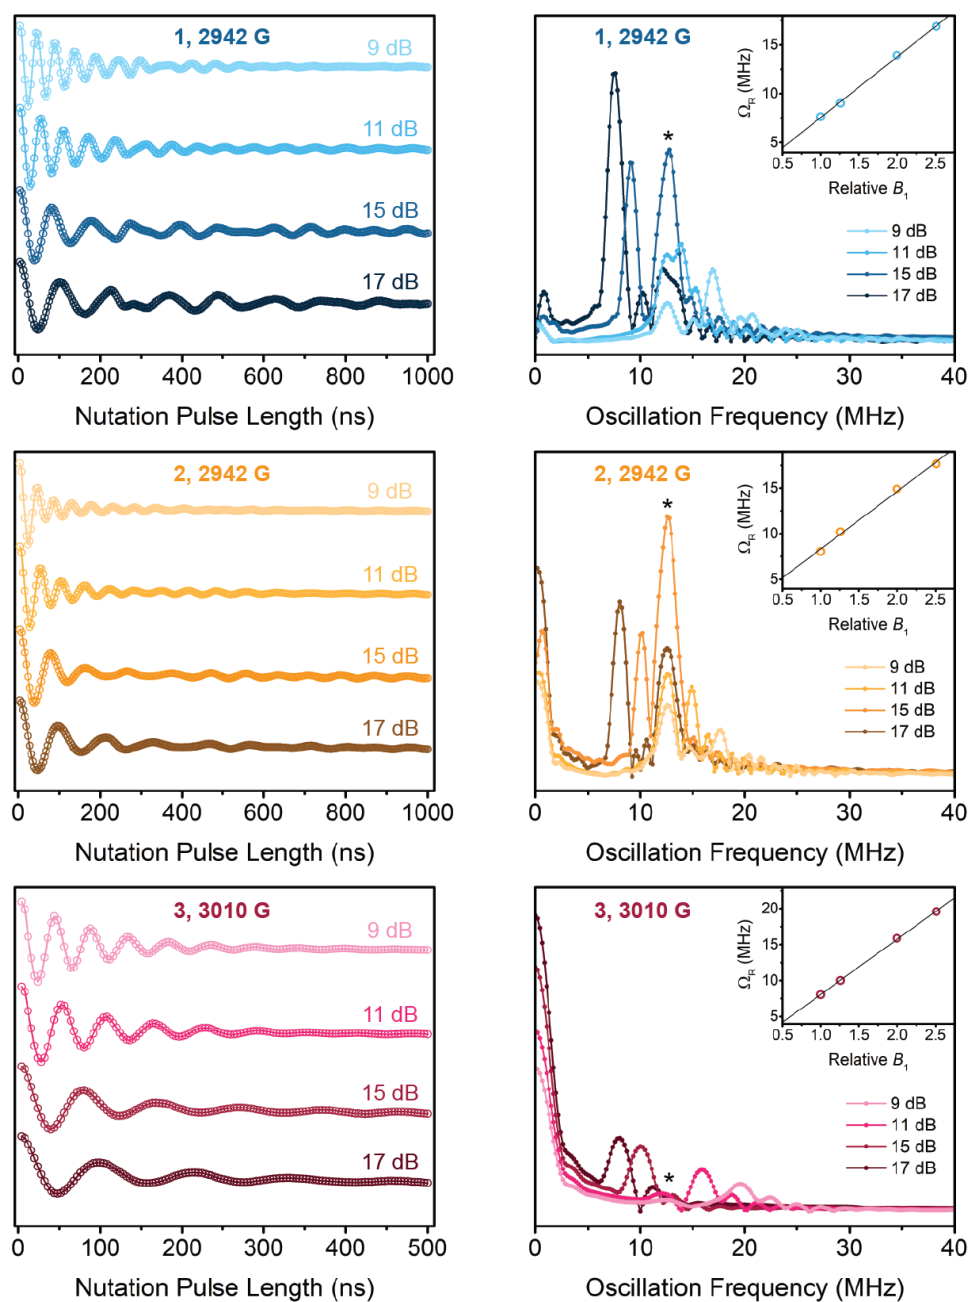 1, 2942 G
9 dB
11 dB
15 dB
17 dB
0 200 400 600 800 1000
Nutation Pulse Length (ns)
1, 2942 G
*
Ω_R (MHz)
15
10
5
0.5 1.0 1.5 2.0 2.5
Relative B_1
9 dB
11 dB
15 dB
17 dB
0 10 20 30 40
Oscillation Frequency (MHz)
2, 2942 G
9 dB
11 dB
15 dB
17 dB
0 200 400 600 800 1000
Nutation Pulse Length (ns)
2, 2942 G
*
Ω_R (MHz)
15
10
5
0.5 1.0 1.5 2.0 2.5
Relative B_1
9 dB
11 dB
15 dB
17 dB
0 10 20 30 40
Oscillation Frequency (MHz)
3, 3010 G
9 dB
11 dB
15 dB
17 dB
0 100 200 300 400 500
Nutation Pulse Length (ns)
3, 3010 G
*
Ω_R (MHz)
20
15
10
5
0.5 1.0 1.5 2.0 2.5
Relative B_1
9 dB
11 dB
15 dB
17 dB
0 10 20 30 40
Oscillation Frequency (MHz)